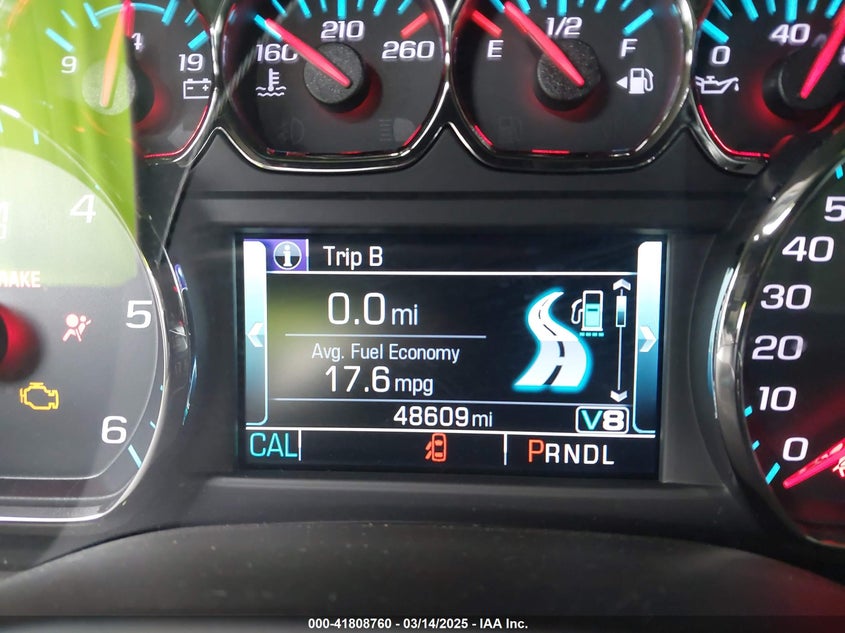 9 14 19
160 210 260
E 1/2 F
0 40
4
5
6
Trip B
0.0 mi
Avg. Fuel Economy
17.6 mpg
48609 mi
V8
CAL
PRNDL
40
30
20
10
0
000-41808760 - 03/14/2025 - IAA Inc.